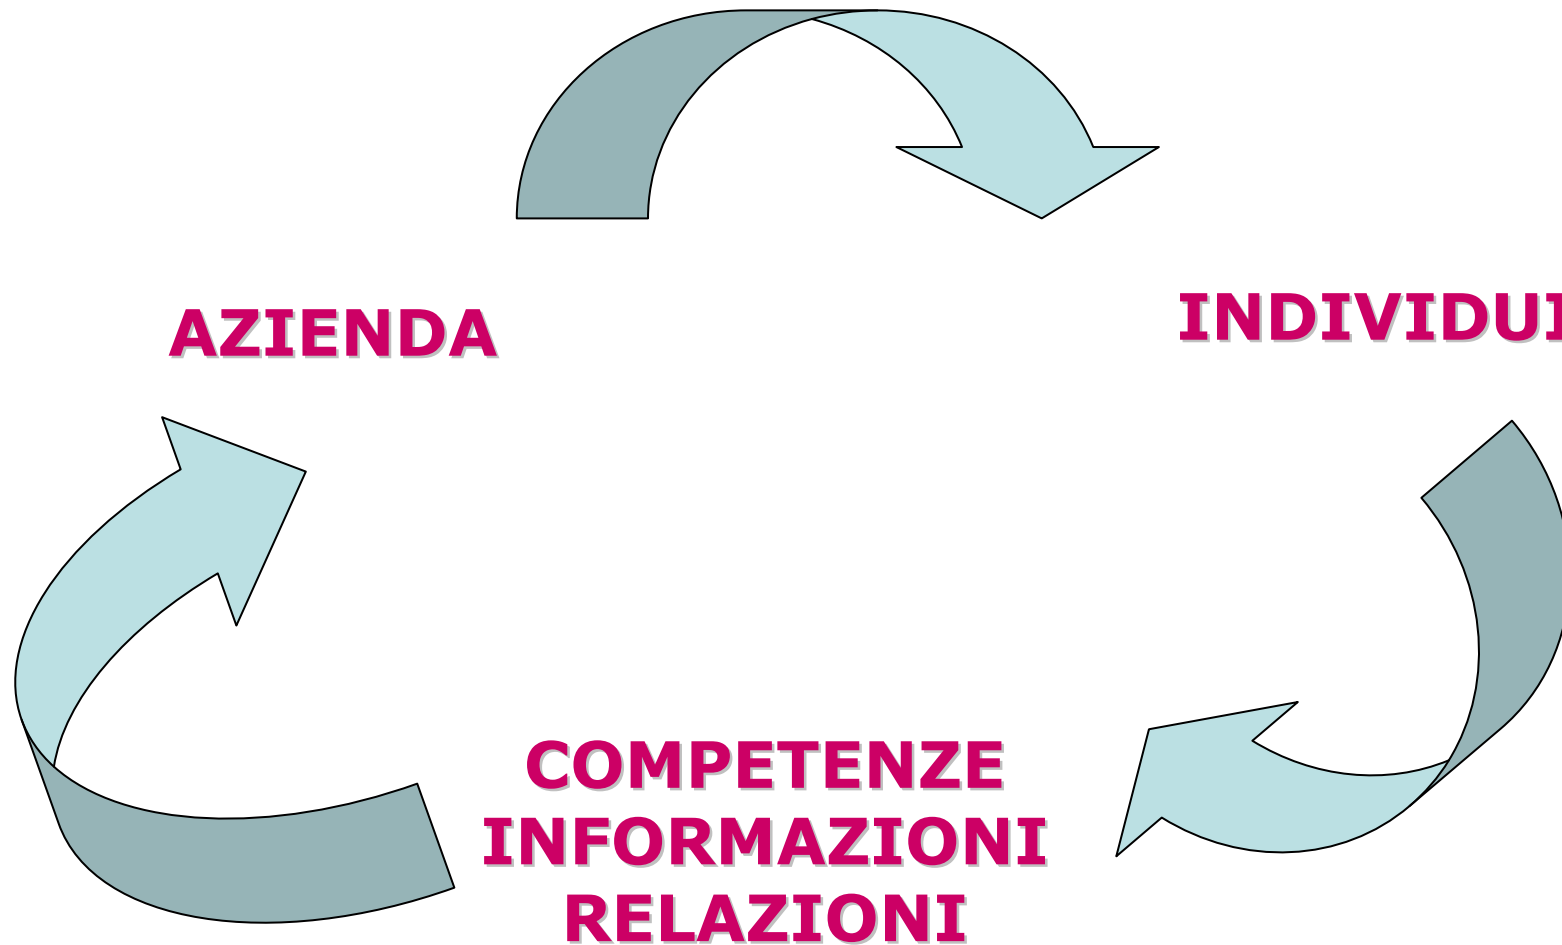 AZIENDA
INDIVIDUI
COMPETENZE
INFORMAZIONI
RELAZIONI